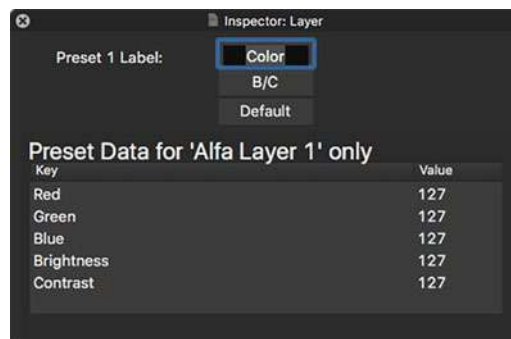 Inspector: Layer
Preset 1 Label: Color
B/C
Default
Preset Data for 'Alfa Layer 1' only
Key Value
Red 127
Green 127
Blue 127
Brightness 127
Contrast 127